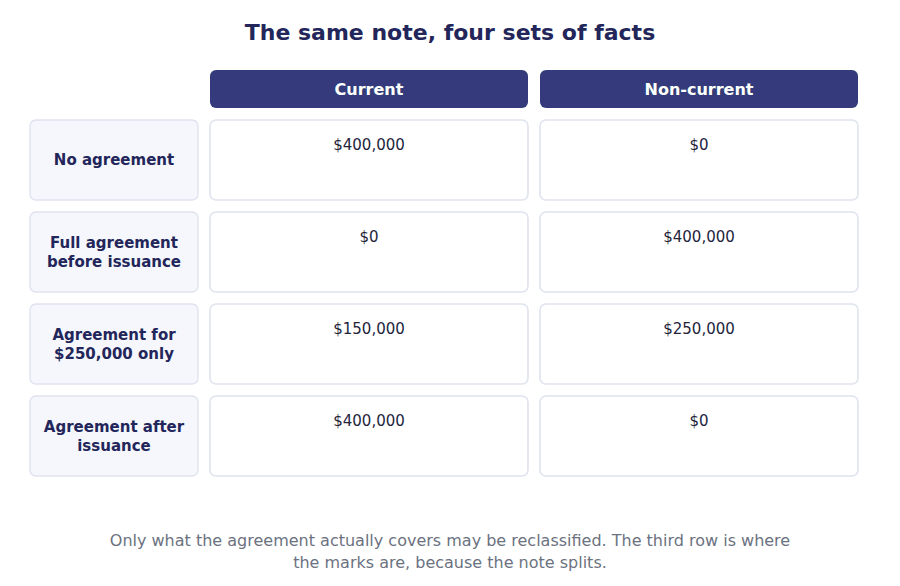 The same note, four sets of facts
Current
Non-current
No agreement
$400,000
$0
Full agreement
before issuance
$0
$400,000
Agreement for
$250,000 only
$150,000
$250,000
Agreement after
issuance
$400,000
$0
Only what the agreement actually covers may be reclassified. The third row is where
the marks are, because the note splits.